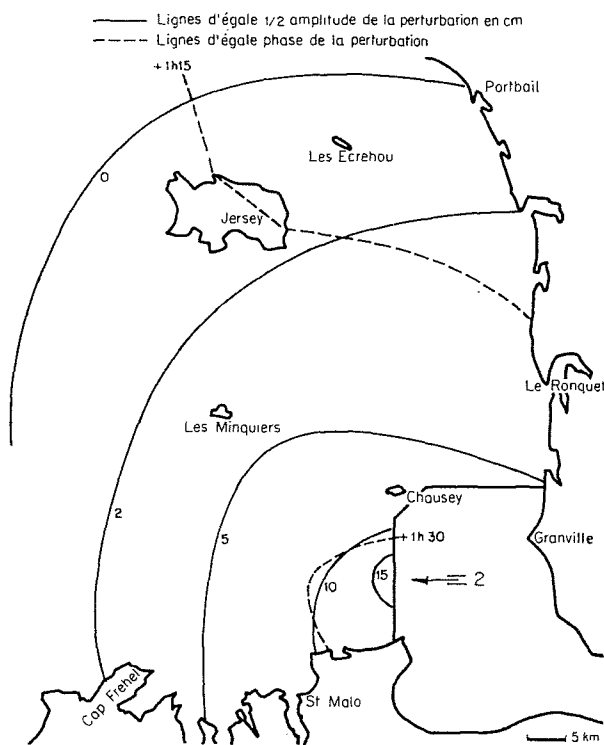 Lignes d'égale 1/2 amplitude de la perturbation en cm
Lignes d'égale phase de la perturbation
+ 1h15
Portbail
Les Ecrehou
0
Jersey
Le Ronquet
Les Minquiers
2
5
Chausey
+ 1h 30
Granville
10
15
2
Cap Frehel
St Malo
5 km